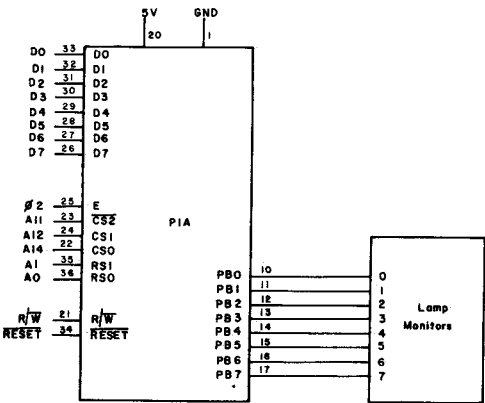 5V GND
20 1
D0 33 D0
D1 32 D1
D2 31 D2
D3 30 D3
D4 29 D4
D5 28 D5
D6 27 D6
D7 26 D7
Ø2 25 E
A11 23 CS2
PIA
A12 24 CS1
A14 22 CS0
A1 35 RS1
A0 36 RS0
PB0 10 0
PB1 11 1
PB2 12 2
PB3 13 3
PB4 14 4
PB5 15 5
PB6 16 6
PB7 17 7
Lamp
Monitors
R/W 21 R/W
RESET 34 RESET